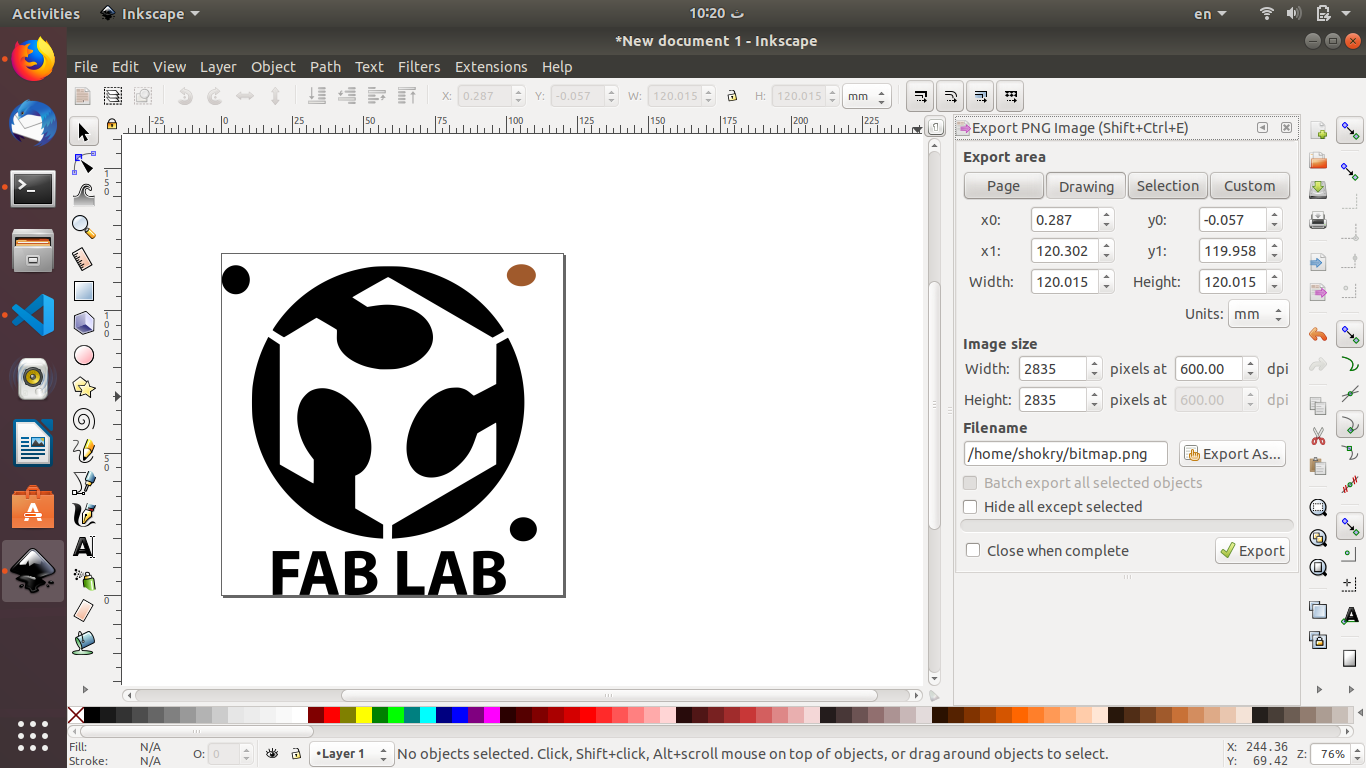 Activities
Inkscape
10:20 ث
en
*New document 1 - Inkscape
File Edit View Layer Object Path Text Filters Extensions Help
X: 0.287 Y: -0.057 W: 120.015 H: 120.015 mm
-25 0 25 50 75 100 125 150 175 200 225
150
100
50
0
Export PNG Image (Shift+Ctrl+E)
Export area
Page Drawing Selection Custom
x0: 0.287 y0: -0.057
x1: 120.302 y1: 119.958
Width: 120.015 Height: 120.015
Units: mm
Image size
Width: 2835 pixels at 600.00 dpi
Height: 2835 pixels at 600.00 dpi
Filename
/home/shokry/bitmap.png Export As...
Batch export all selected objects
Hide all except selected
Close when complete Export
FAB LAB
Fill: N/A
Stroke: N/A
O: 0
•Layer 1
No objects selected. Click, Shift+click, Alt+scroll mouse on top of objects, or drag around objects to select.
X: 244.36
Y: 69.42
Z: 76%